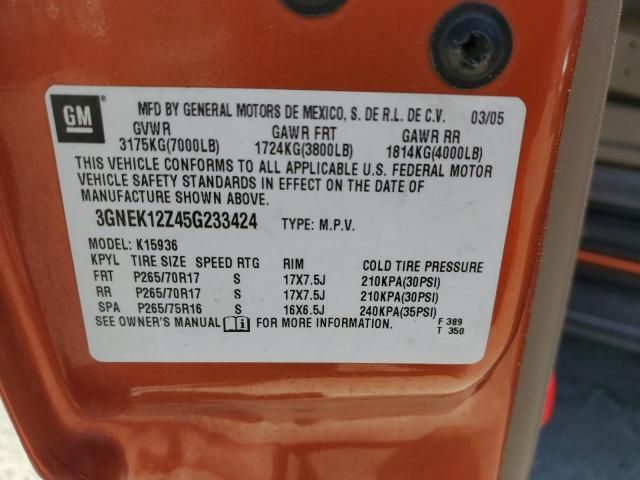 GM
MFD BY GENERAL MOTORS DE MEXICO, S. DE R.L. DE C.V. 03/05
GVWR GAWR FRT GAWR RR
3175KG(7000LB) 1724KG(3800LB) 1814KG(4000LB)
THIS VEHICLE CONFORMS TO ALL APPLICABLE U.S. FEDERAL MOTOR
VEHICLE SAFETY STANDARDS IN EFFECT ON THE DATE OF
MANUFACTURE SHOWN ABOVE.
3GNEK12Z45G233424 TYPE: M.P.V.
MODEL: K15936
KPYL TIRE SIZE SPEED RTG RIM COLD TIRE PRESSURE
FRT P265/70R17 S 17X7.5J 210KPA(30PSI)
RR P265/70R17 S 17X7.5J 210KPA(30PSI)
SPA P265/75R16 S 16X6.5J 240KPA(35PSI)
SEE OWNER'S MANUAL i FOR MORE INFORMATION. F 389
T 350